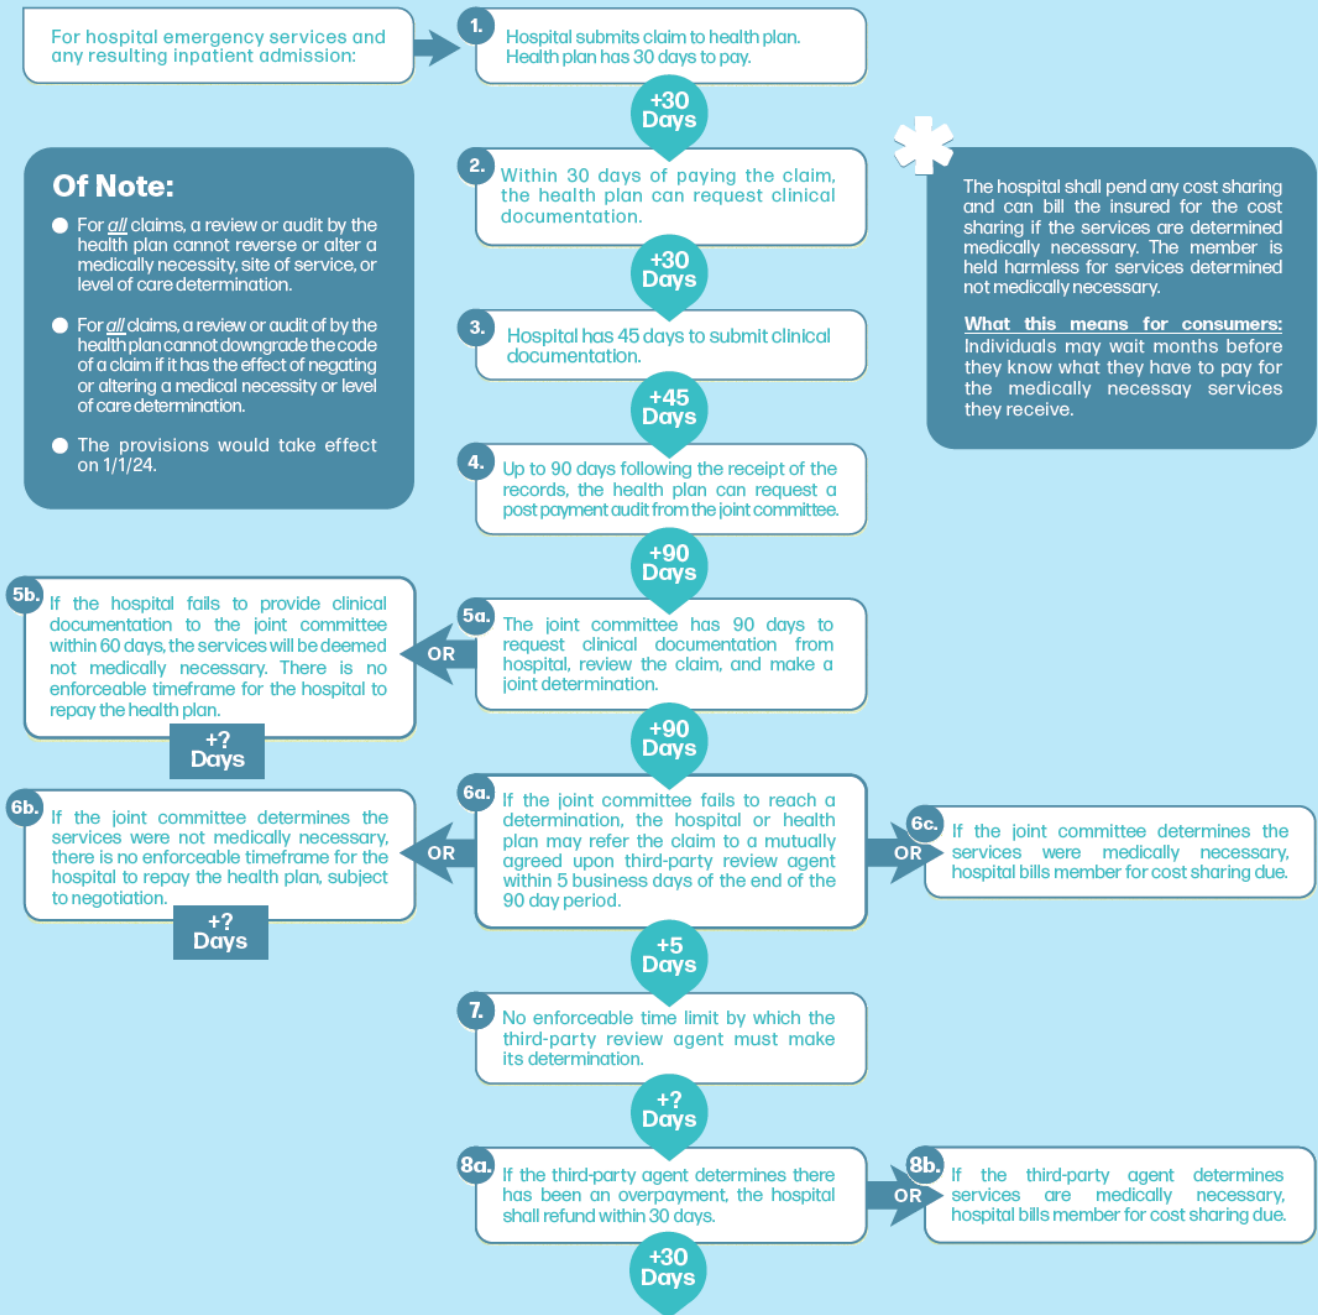 For hospital emergency services and
any resulting inpatient admission:
1.
Hospital submits claim to health plan.
Health plan has 30 days to pay.
+30
Days
2.
Within 30 days of paying the claim,
the health plan can request clinical
documentation.
+30
Days
3.
Hospital has 45 days to submit clinical
documentation.
+45
Days
4.
Up to 90 days following the receipt of the
records, the health plan can request a
post payment audit from the joint committee.
+90
Days
Of Note:
For all claims, a review or audit by the
health plan cannot reverse or alter a
medically necessity, site of service, or
level of care determination.
For all claims, a review or audit of by the
health plan cannot downgrade the code
of a claim if it has the effect of negating
or altering a medical necessity or level
of care determination.
The provisions would take effect
on 1/1/24.
The hospital shall pend any cost sharing
and can bill the insured for the cost
sharing if the services are determined
medically necessary. The member is
held harmless for services determined
not medically necessary.
What this means for consumers:
Individuals may wait months before
they know what they have to pay for
the medically necessay services
they receive.
5a.
The joint committee has 90 days to
request clinical documentation from
hospital, review the claim, and make a
joint determination.
OR
5b.
If the hospital fails to provide clinical
documentation to the joint committee
within 60 days, the services will be deemed
not medically necessary. There is no
enforceable timeframe for the hospital to
repay the health plan.
+?
Days
+90
Days
6a.
If the joint committee fails to reach a
determination, the hospital or health
plan may refer the claim to a mutually
agreed upon third-party review agent
within 5 business days of the end of the
90 day period.
OR
6b.
If the joint committee determines the
services were not medically necessary,
there is no enforceable timeframe for the
hospital to repay the health plan, subject
to negotiation.
+?
Days
OR
6c.
If the joint committee determines the
services were medically necessary,
hospital bills member for cost sharing due.
+5
Days
7.
No enforceable time limit by which the
third-party review agent must make
its determination.
+?
Days
8a.
If the third-party agent determines there
has been an overpayment, the hospital
shall refund within 30 days.
OR
8b.
If the third-party agent determines
services are medically necessary,
hospital bills member for cost sharing due.
+30
Days